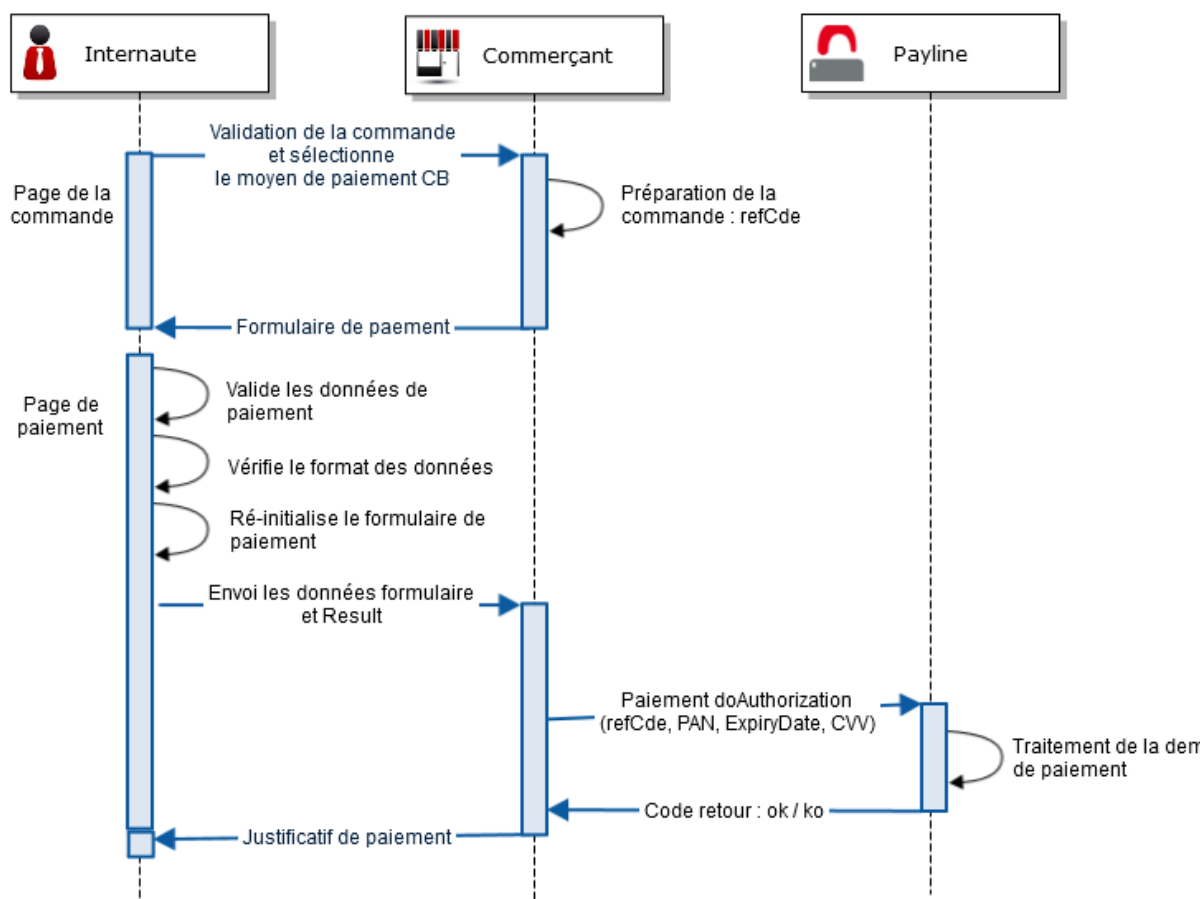 Internaute
Commerçant
Payline
Validation de la commande
et sélectionne
le moyen de paiement CB
Page de la
commande
Préparation de la
commande : refCde
Formulaire de paement
Valide les données de
paiement
Page de
paiement
Vérifie le format des données
Ré-initialise le formulaire de
paiement
Envoi les données formulaire
et Result
Paiement doAuthorization
(refCde, PAN, ExpiryDate, CVV)
Traitement de la dem
de paiement
Code retour : ok / ko
Justificatif de paiement